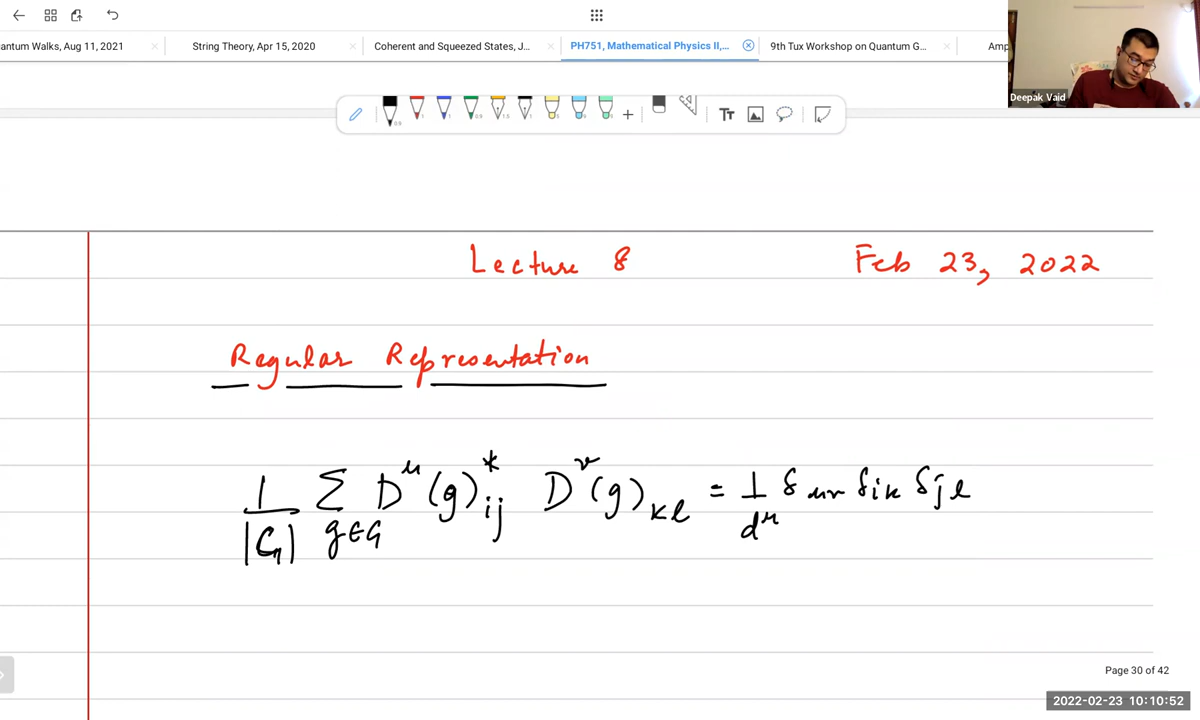 antum Walks, Aug 11, 2021
String Theory, Apr 15, 2020
Coherent and Squeezed States, J...
PH751, Mathematical Physics II,...
9th Tux Workshop on Quantum G...
Amp
Deepak Vaid
Tт
Lecture 8 Feb 23, 2022
Regular Representation
1/|G| Σ_{g∈G} D^μ(g)*_{ij} D^ν(g)_{kl} = 1/d^μ δ_{μν} δ_{ik} δ_{jl}
Page 30 of 42
2022-02-23 10:10:52